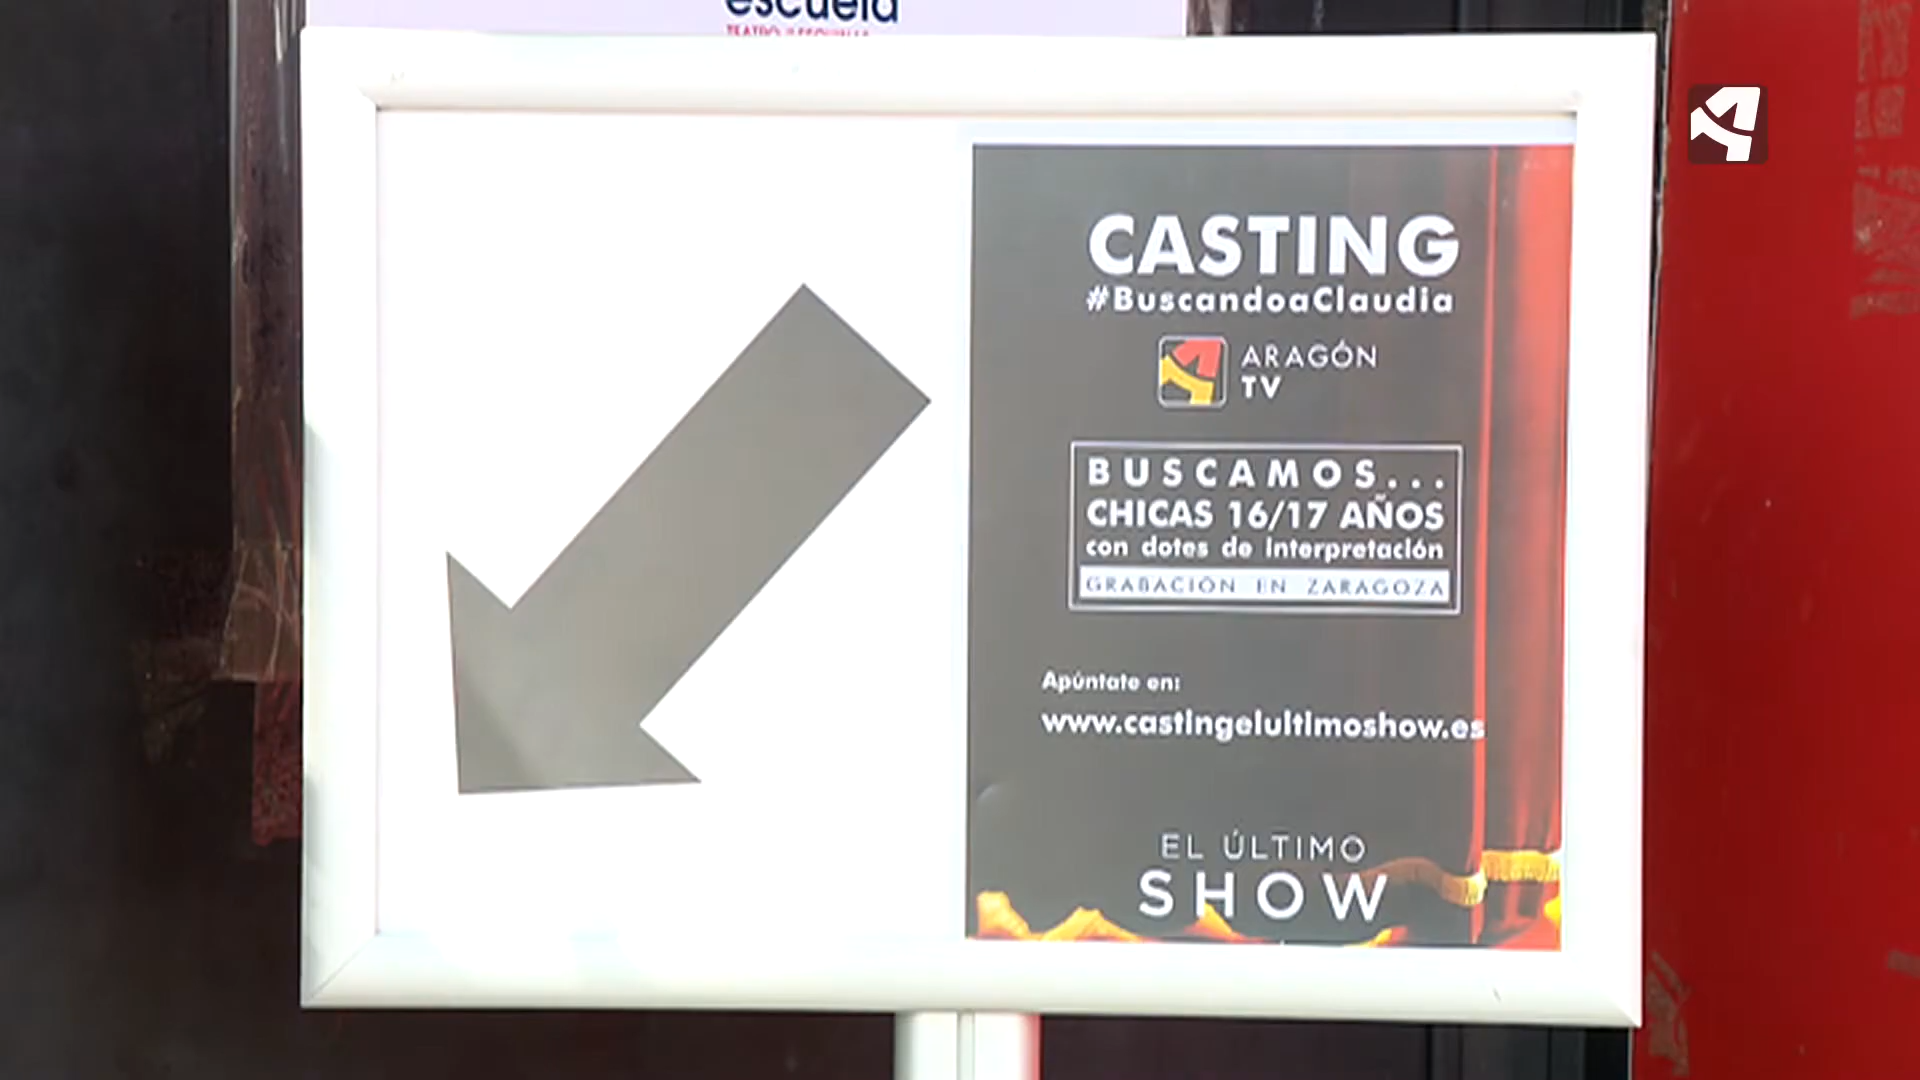 escuela
CASTING
#BuscandoaClaudia
ARAGÓN
TV
BUSCAMOS...
CHICAS 16/17 AÑOS
con dotes de interpretación
GRABACIÓN EN ZARAGOZA
Apúntate en:
www.castingelultimoshow.es
EL ÚLTIMO
SHOW